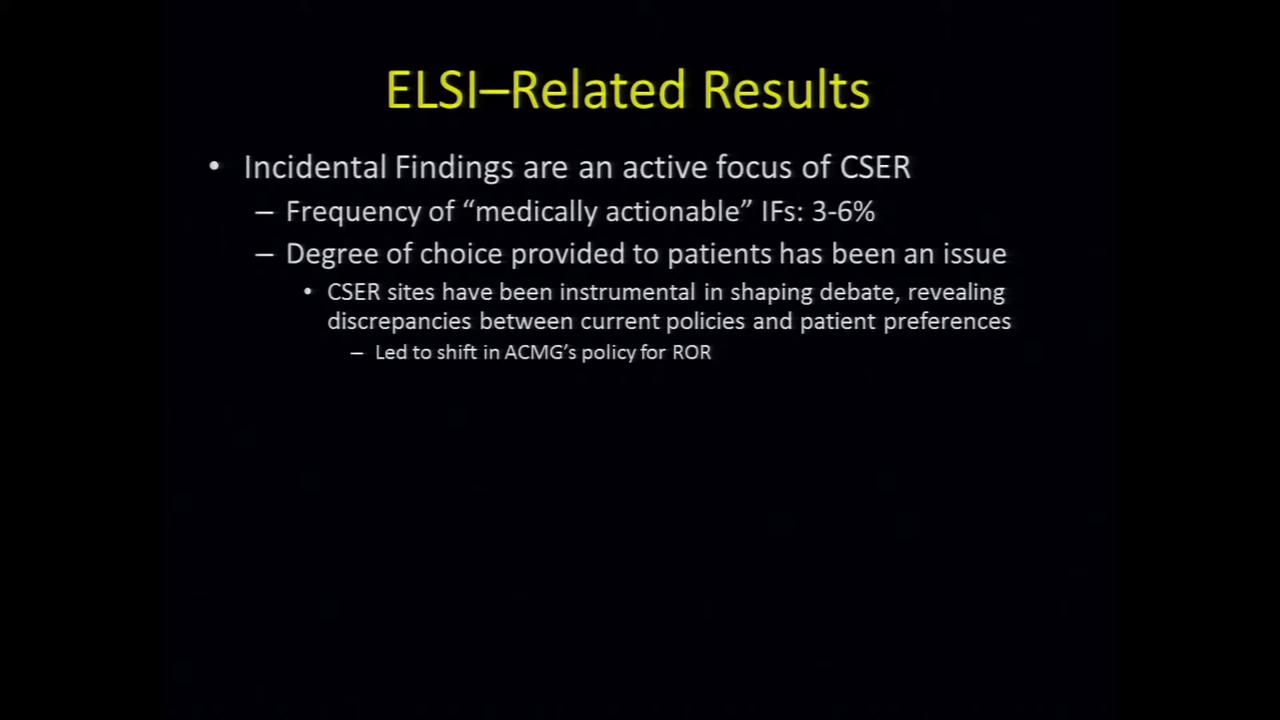 ELSI–Related Results
• Incidental Findings are an active focus of CSER
– Frequency of “medically actionable” IFs: 3-6%
– Degree of choice provided to patients has been an issue
• CSER sites have been instrumental in shaping debate, revealing
discrepancies between current policies and patient preferences
– Led to shift in ACMG’s policy for ROR